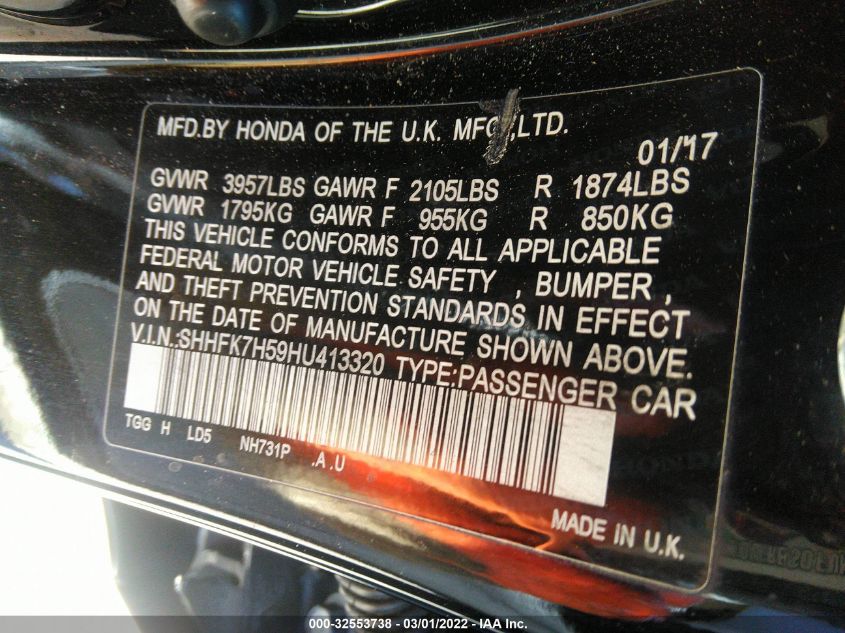 MFD.BY HONDA OF THE U.K. MFG.,LTD.
01/17
GVWR 3957LBS GAWR F 2105LBS R 1874LBS
GVWR 1795KG GAWR F 955KG R 850KG
THIS VEHICLE CONFORMS TO ALL APPLICABLE
FEDERAL MOTOR VEHICLE SAFETY , BUMPER ,
AND THEFT PREVENTION STANDARDS IN EFFECT
ON THE DATE OF MANUFACTURE SHOWN ABOVE.
V.I.N.:SHHFK7H59HU413320 TYPE:PASSENGER CAR
TGG H LD5 NH731P .A .U
MADE IN U.K.
000-32553738 - 03/01/2022 - IAA Inc.